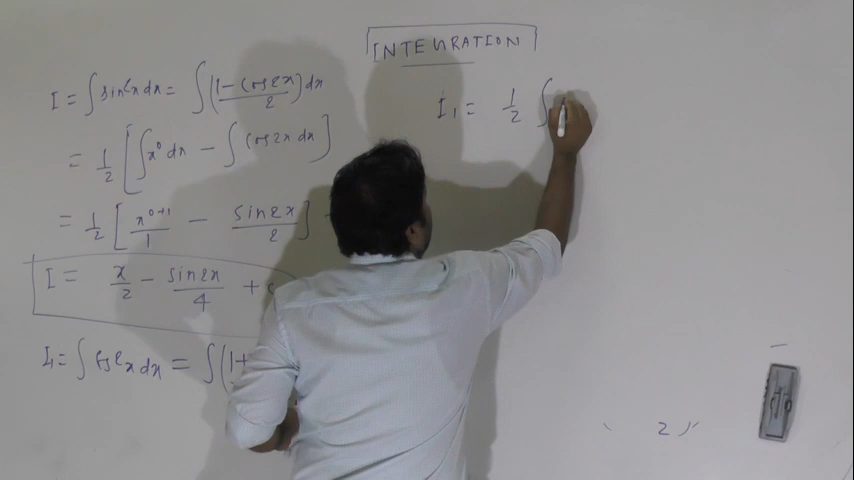 INTEGRATION
I = ∫sin²x dx = ∫(1 - cos2x / 2) dx
= 1/2 [∫x⁰ dx - ∫cos2x dx]
= 1/2 [x⁰⁺¹ / 1 - sin2x / 2] +
I = x/2 - sin2x / 4 + c
I₁ = ∫cos²x dx = ∫(1+
I₁ = 1/2 ∫
2